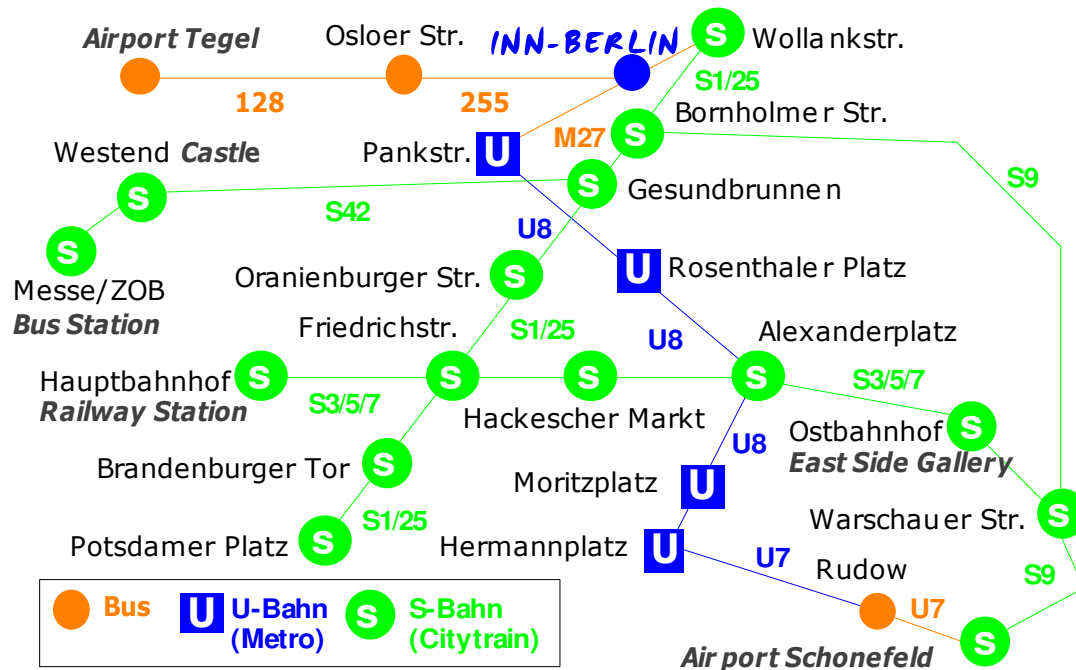 Airport Tegel
Osloer Str.
INN-BERLIN
S
Wollankstr.
128
255
S1/25
M27
S
Bornholmer Str.
Westend Castle
Pankstr.
U
S
S
Gesundbrunnen
S9
S42
U8
S
Messe/ZOB
Bus Station
Oranienburger Str.
S
U
Rosenthaler Platz
Friedrichstr.
S1/25
U8
Alexanderplatz
Hauptbahnhof
Railway Station
S
S3/5/7
S
S
Hackescher Markt
S
S3/5/7
Ostbahnhof
East Side Gallery
S
Brandenburger Tor
S
U8
Moritzplatz
U
Warschauer Str.
S
S1/25
Potsdamer Platz
S
Hermannplatz
U
U7
Rudow
S9
U7
Airport Schonefeld
S
Bus
U
U-Bahn
(Metro)
S
S-Bahn
(Citytrain)